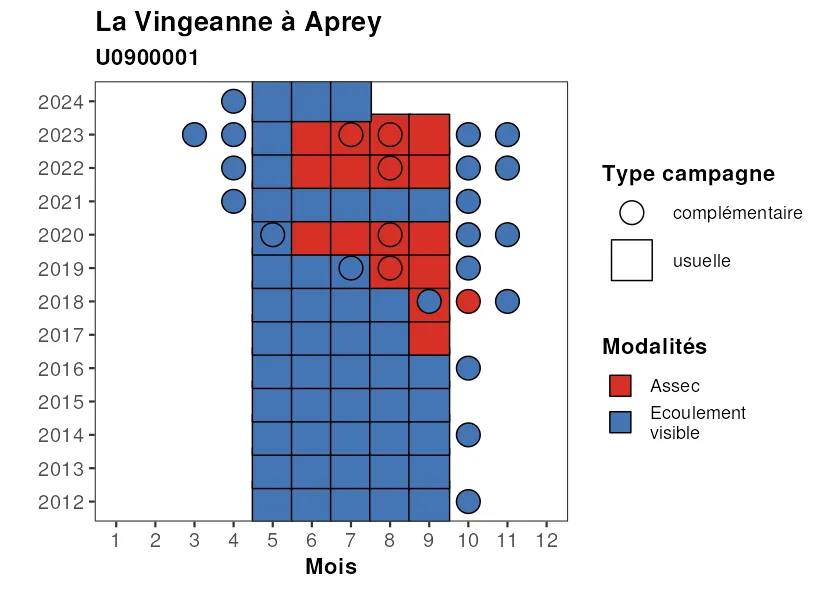 La Vingeanne à Aprey
U0900001
2024
2023
2022
2021
2020
2019
2018
2017
2016
2015
2014
2013
2012
1 2 3 4 5 6 7 8 9 10 11 12
Mois
Type campagne
complémentaire
usuelle
Modalités
Assec
Ecoulement
visible